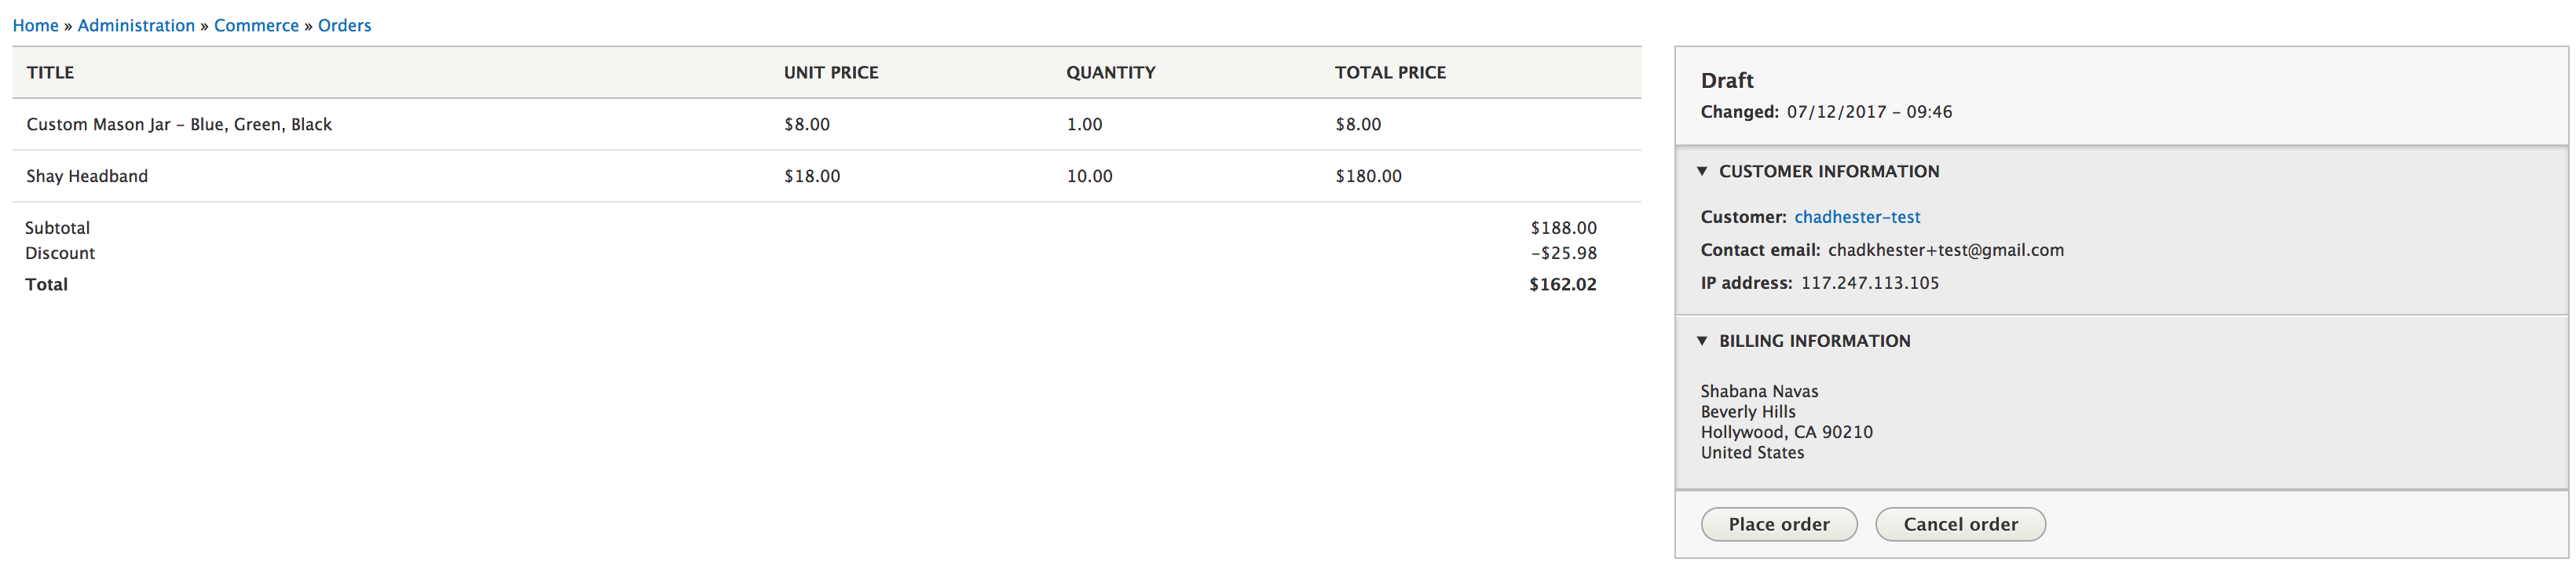 Home » Administration » Commerce » Orders
TITLE UNIT PRICE QUANTITY TOTAL PRICE
Custom Mason Jar – Blue, Green, Black $8.00 1.00 $8.00
Shay Headband $18.00 10.00 $180.00
Subtotal $188.00
Discount -$25.98
Total $162.02
Draft
Changed: 07/12/2017 – 09:46
CUSTOMER INFORMATION
Customer: chadhester-test
Contact email: chadkhester+test@gmail.com
IP address: 117.247.113.105
BILLING INFORMATION
Shabana Navas
Beverly Hills
Hollywood, CA 90210
United States
Place order Cancel order